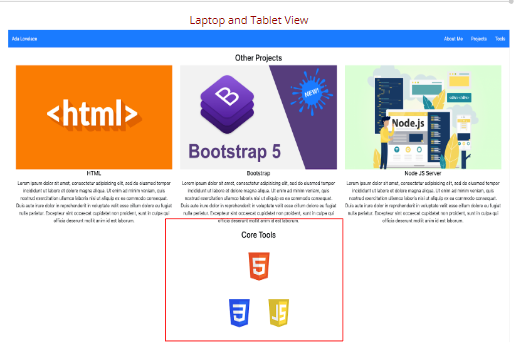 Laptop and Tablet View
Ada Lovelace
About Me Projects Tools
Other Projects
<html>
B
NEW!
Bootstrap 5
Node.js
HTML
Bootstrap
Node JS Server
Lorem ipsum dolor sit amet, consectetur adipiscing elit, sed do eiusmod tempor
incididunt ut labore et dolore magna aliqua. Ut enim ad minim veniam, quis
nostrud exercitation ullamco laboris nisi ut aliquip ex ea commodo consequat.
Duis aute irure dolor in reprehenderit in voluptate velit esse cillum dolore eu fugiat
nulla pariatur. Excepteur sint occaecat cupidatat non proident, sunt in culpa qui
officia deserunt mollit anim id est laborum.
Lorem ipsum dolor sit amet, consectetur adipiscing elit, sed do eiusmod tempor
incididunt ut labore et dolore magna aliqua. Ut enim ad minim veniam, quis
nostrud exercitation ullamco laboris nisi ut aliquip ex ea commodo consequat.
Duis aute irure dolor in reprehenderit in voluptate velit esse cillum dolore eu fugiat
nulla pariatur. Excepteur sint occaecat cupidatat non proident, sunt in culpa qui
officia deserunt mollit anim id est laborum.
Lorem ipsum dolor sit amet, consectetur adipiscing elit, sed do eiusmod tempor
incididunt ut labore et dolore magna aliqua. Ut enim ad minim veniam, quis
nostrud exercitation ullamco laboris nisi ut aliquip ex ea commodo consequat.
Duis aute irure dolor in reprehenderit in voluptate velit esse cillum dolore eu fugiat
nulla pariatur. Excepteur sint occaecat cupidatat non proident, sunt in culpa qui
officia deserunt mollit anim id est laborum.
Core Tools
5
3
JS